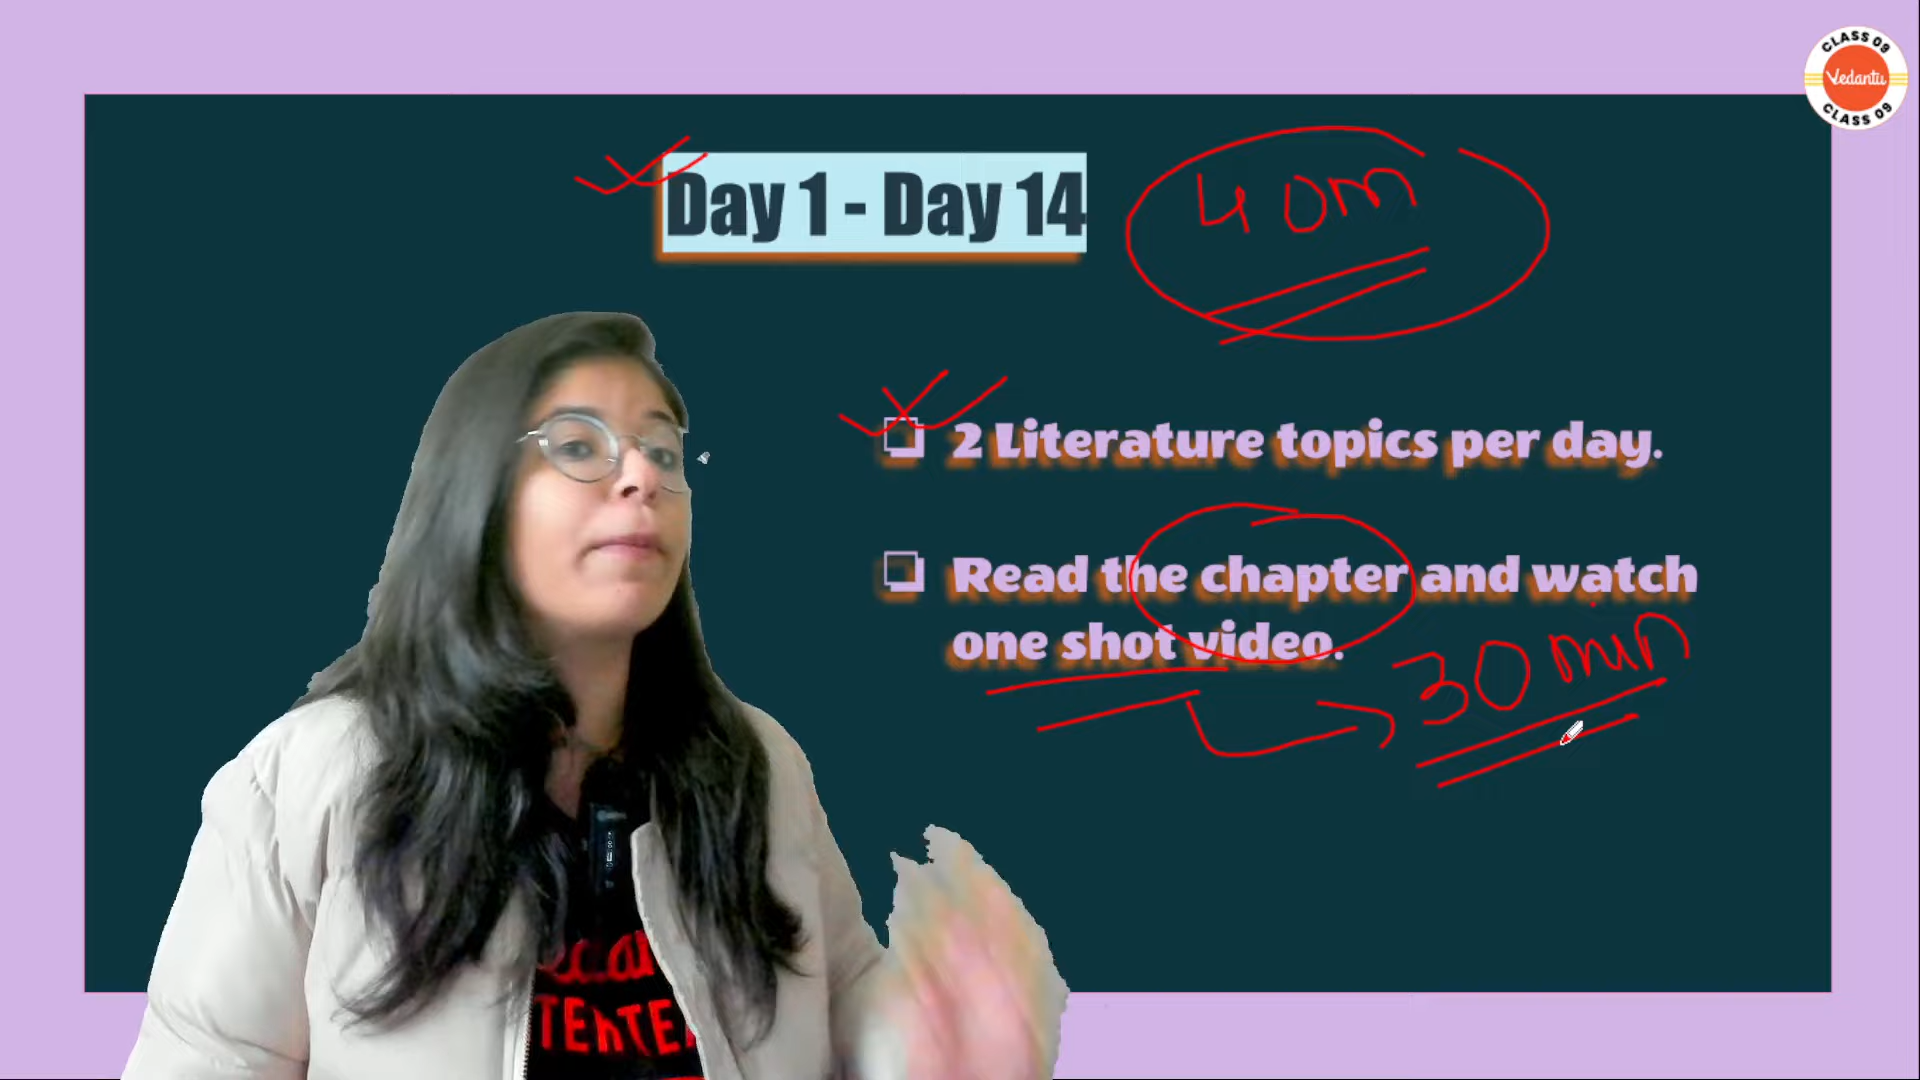 CLASS 09
Vedantu
CLASS 09
Day 1 - Day 14
40m
2 Literature topics per day.
Read the chapter and watch
one shot video.
30 min